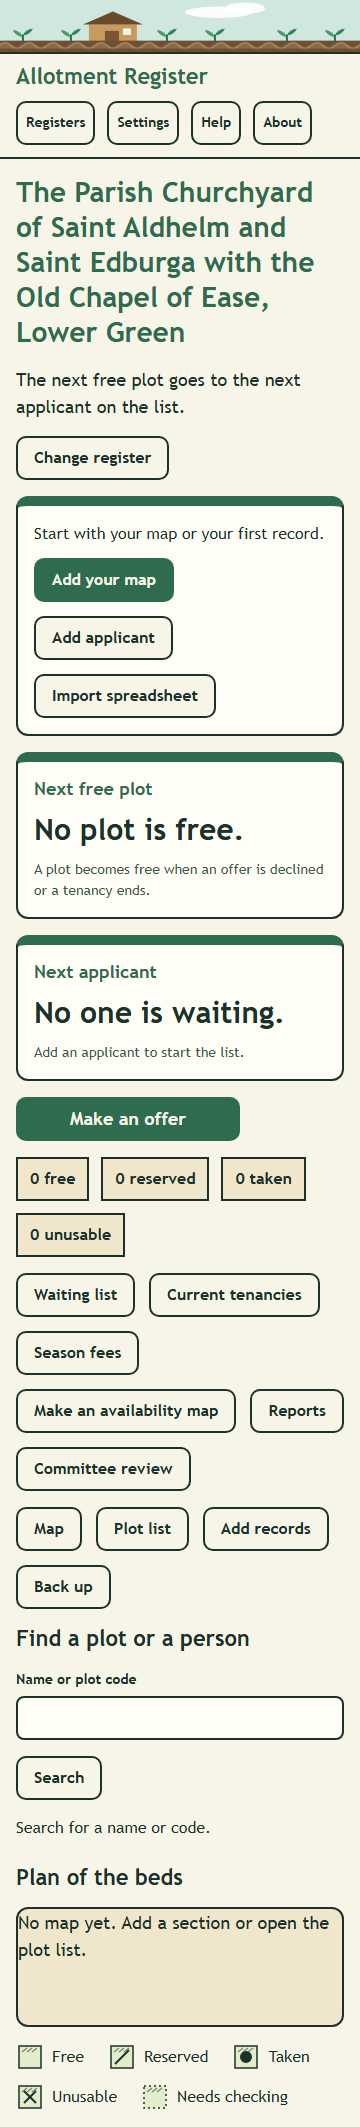 Allotment Register
Registers Settings Help About
The Parish Churchyard
of Saint Aldhelm and
Saint Edburga with the
Old Chapel of Ease,
Lower Green
The next free plot goes to the next
applicant on the list.
Change register
Start with your map or your first record.
Add your map
Add applicant
Import spreadsheet
Next free plot
No plot is free.
A plot becomes free when an offer is declined
or a tenancy ends.
Next applicant
No one is waiting.
Add an applicant to start the list.
Make an offer
0 free 0 reserved 0 taken
0 unusable
Waiting list Current tenancies
Season fees
Make an availability map Reports
Committee review
Map Plot list Add records
Back up
Find a plot or a person
Name or plot code
Search
Search for a name or code.
Plan of the beds
No map yet. Add a section or open the
plot list.
Free Reserved Taken
Unusable Needs checking